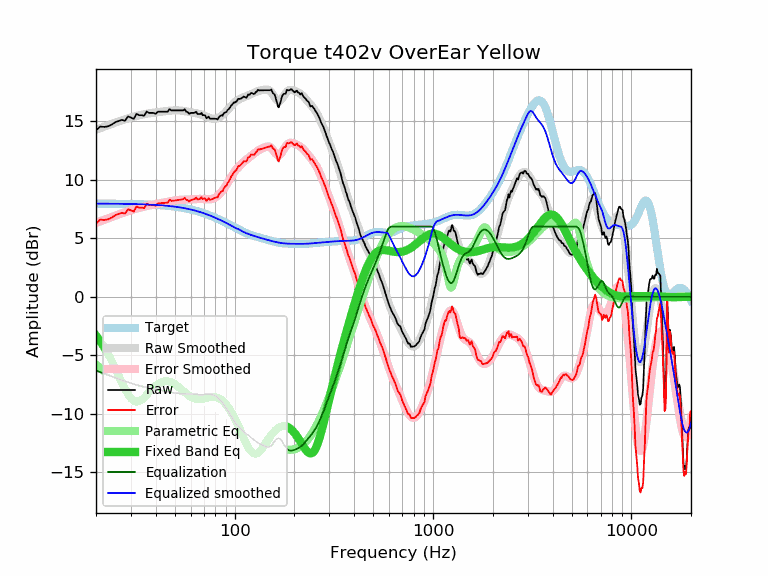 Torque t402v OverEar Yellow
Amplitude (dBr)
15
10
5
0
−5
−10
−15
Target
Raw Smoothed
Error Smoothed
Raw
Error
Parametric Eq
Fixed Band Eq
Equalization
Equalized smoothed
100
1000
10000
Frequency (Hz)